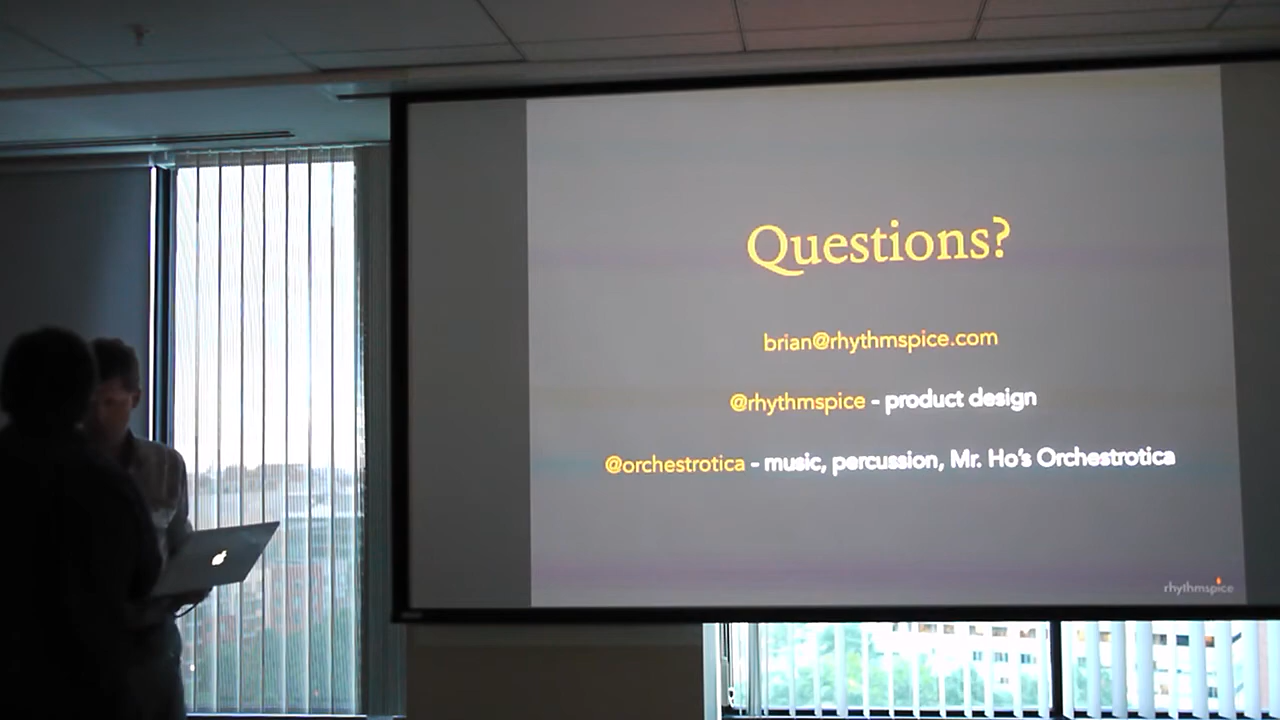 Questions?
brian@rhythmspice.com
@rhythmspice - product design
@orchestrotica - music, percussion, Mr. Ho's Orchestrotica
rhythmspice